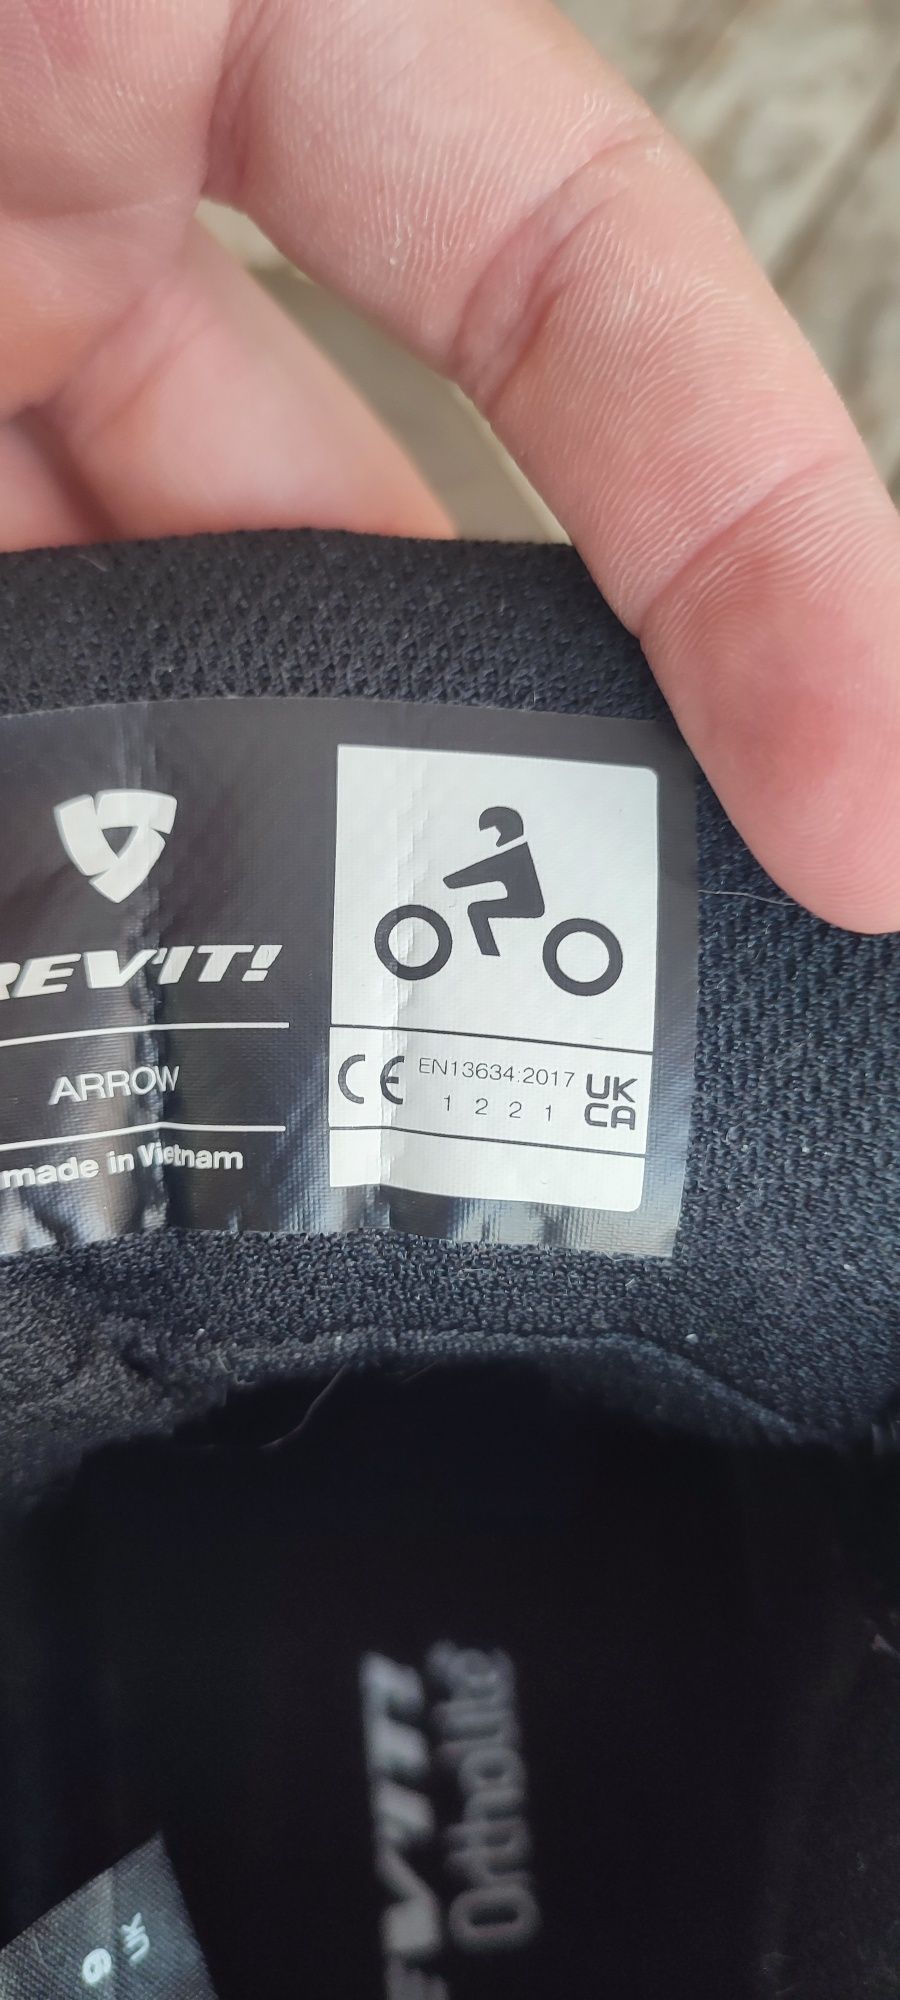 REV'IT!
ARROW
made in Vietnam
CE EN13634:2017 UK CA
1 2 2 1
REV'IT!
Ortholite
9
UK